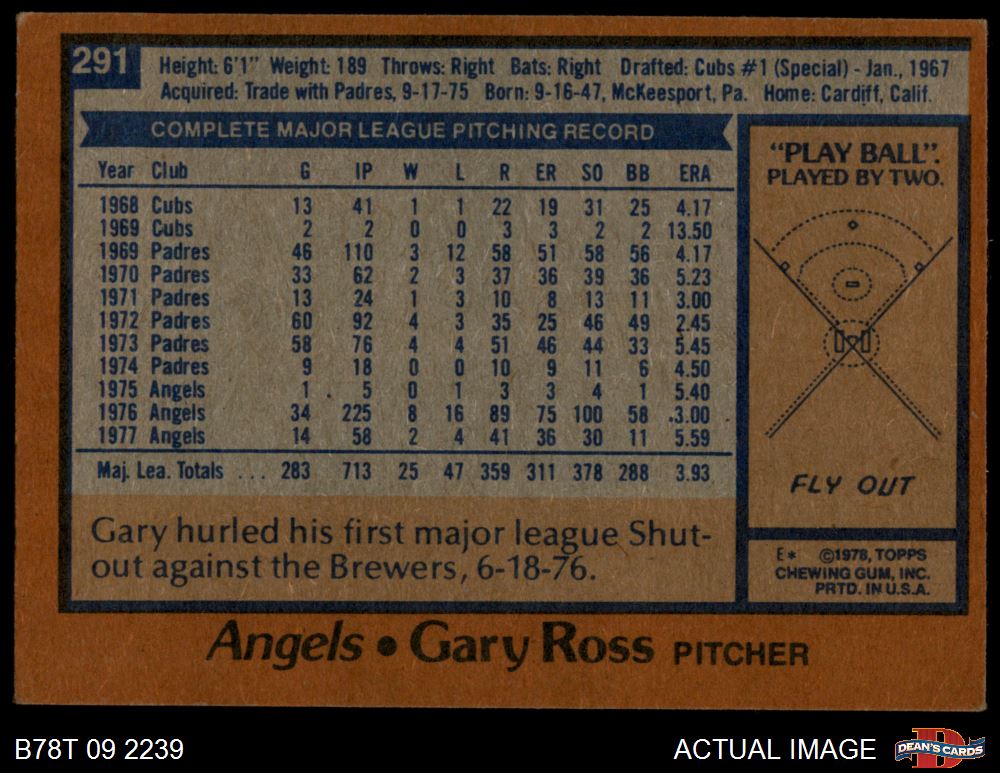 291
Height: 6'1" Weight: 189 Throws: Right Bats: Right Drafted: Cubs #1 (Special) - Jan., 1967
Acquired: Trade with Padres, 9-17-75 Born: 9-16-47, McKeesport, Pa. Home: Cardiff, Calif.
COMPLETE MAJOR LEAGUE PITCHING RECORD
Year Club G IP W L R ER SO BB ERA
1968 Cubs 13 41 1 1 22 19 31 25 4.17
1969 Cubs 2 2 0 0 3 3 2 2 13.50
1969 Padres 46 110 3 12 58 51 58 56 4.17
1970 Padres 33 62 2 3 37 36 39 36 5.23
1971 Padres 13 24 1 3 10 8 13 11 3.00
1972 Padres 60 92 4 3 35 25 46 49 2.45
1973 Padres 58 76 4 4 51 46 44 33 5.45
1974 Padres 9 18 0 0 10 9 11 6 4.50
1975 Angels 1 5 0 1 3 3 4 1 5.40
1976 Angels 34 225 8 16 89 75 100 58 3.00
1977 Angels 14 58 2 4 41 36 30 11 5.59
Maj. Lea. Totals ... 283 713 25 47 359 311 378 288 3.93
Gary hurled his first major league Shut-
out against the Brewers, 6-18-76.
"PLAY BALL".
PLAYED BY TWO.
FLY OUT
E* ©1978, TOPPS
CHEWING GUM, INC.
PRTD. IN U.S.A.
Angels • Gary Ross PITCHER
B78T 09 2239
ACTUAL IMAGE
D
DEAN'S CARDS